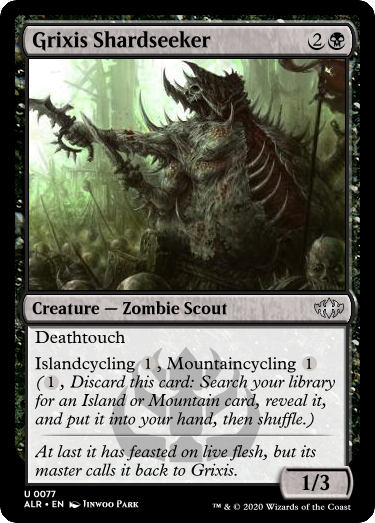 Grixis Shardseeker 2
Creature — Zombie Scout
Deathtouch
Islandcycling 1, Mountaincycling 1
(1, Discard this card: Search your library
for an Island or Mountain card, reveal it,
and put it into your hand, then shuffle.)
At last it has feasted on live flesh, but
its master calls it back to Grixis.
1/3
U 0077
ALR • EN Jinwoo Park
™ & © 2020 Wizards of the Coast